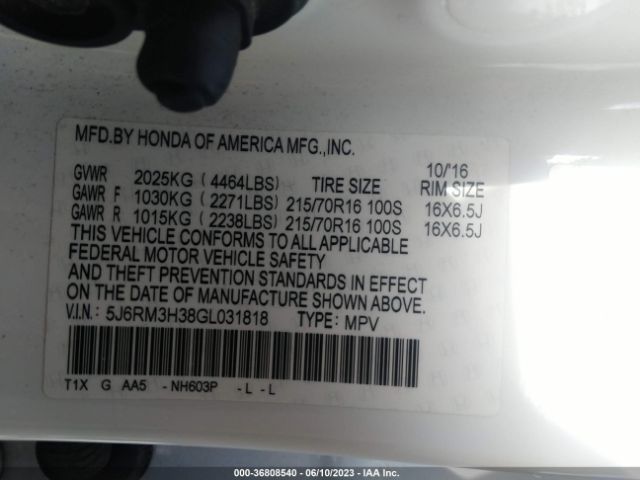 MFD.BY HONDA OF AMERICA MFG.,INC.
10/'16
GVWR 2025KG ( 4464LBS) TIRE SIZE RIM SIZE
GAWR F 1030KG ( 2271LBS) 215/70R16 100S 16X6.5J
GAWR R 1015KG ( 2238LBS) 215/70R16 100S 16X6.5J
THIS VEHICLE CONFORMS TO ALL APPLICABLE
FEDERAL MOTOR VEHICLE SAFETY
AND THEFT PREVENTION STANDARDS IN EFFECT
ON THE DATE OF MANUFACTURE SHOWN ABOVE.
V.I.N.: 5J6RM3H38GL031818 TYPE: MPV
T1X G AA5 - NH603P - L - L
000-36808540 - 06/10/2023 - IAA Inc.